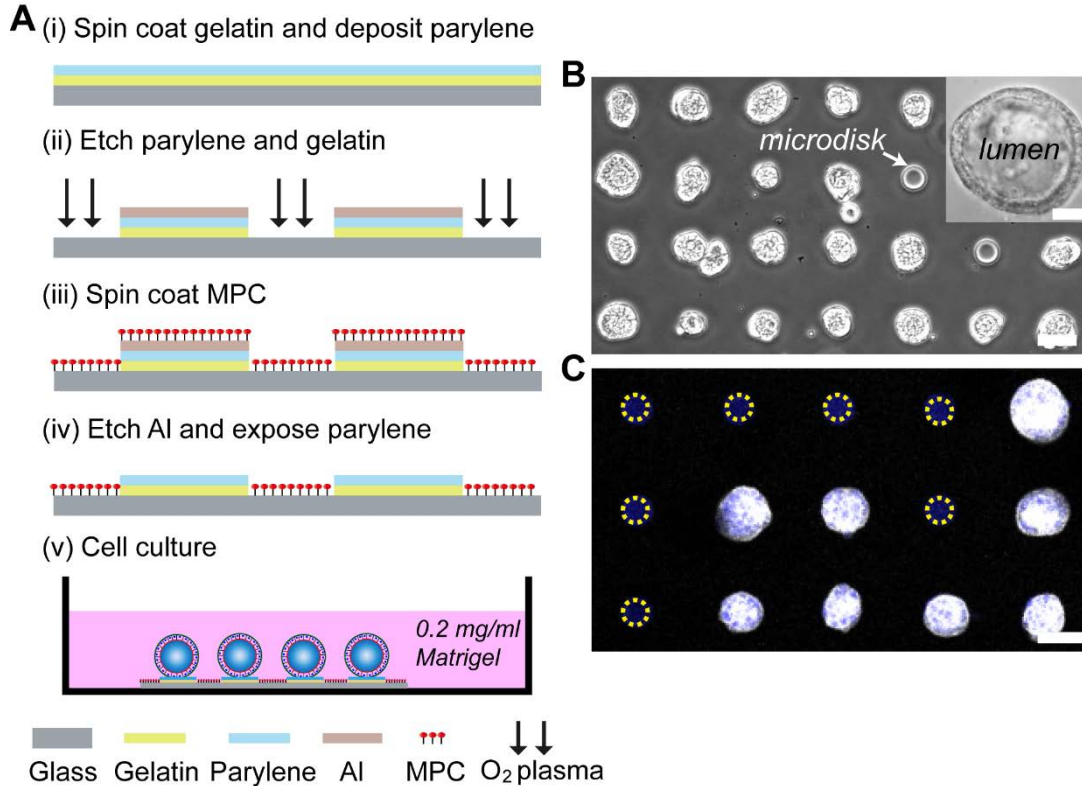 A
(i) Spin coat gelatin and deposit parylene
(ii) Etch parylene and gelatin
(iii) Spin coat MPC
(iv) Etch Al and expose parylene
(v) Cell culture
0.2 mg/ml
Matrigel
Glass Gelatin Parylene Al MPC O₂ plasma
B
microdisk
lumen
C